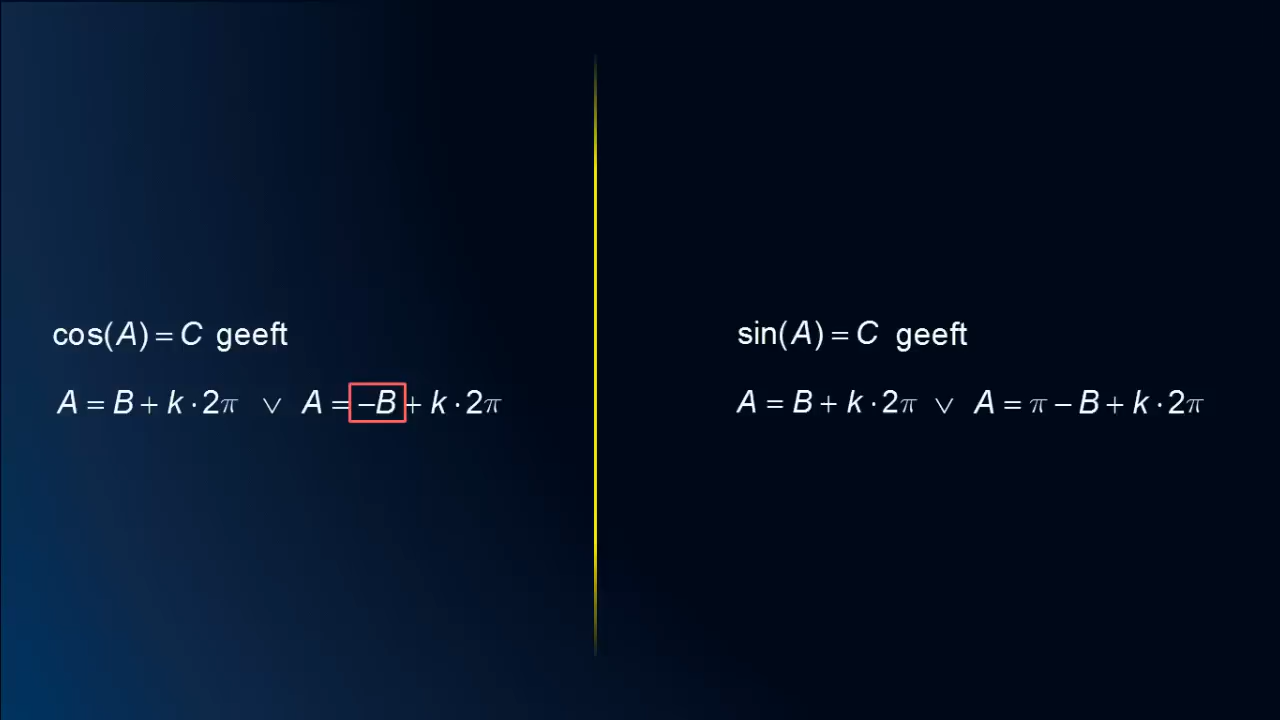 cos(A) = C geeft
A = B + k · 2π ∨ A = –B + k · 2π
sin(A) = C geeft
A = B + k · 2π ∨ A = π – B + k · 2π